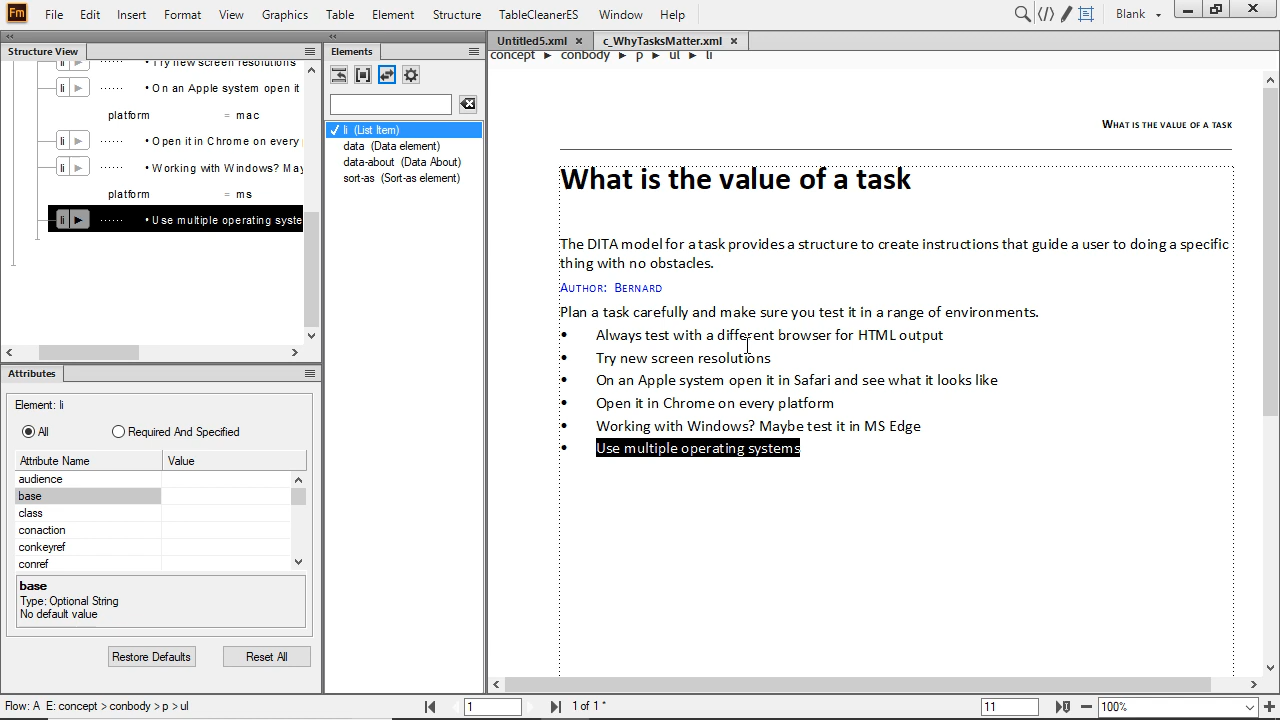 Fm File Edit Insert Format View Graphics Table Element Structure TableCleanerES Window Help Blank
Structure View
Try new screen resolutions
li • On an Apple system open it
platform = mac
li • Open it in Chrome on every
li • Working with Windows? May
platform = ms
li • Use multiple operating syste
Attributes
Element: li
All Required And Specified
Attribute Name Value
audience
base
class
conaction
conkeyref
conref
base
Type: Optional String
No default value
Restore Defaults Reset All
Elements
li (List Item)
data (Data element)
data-about (Data About)
sort-as (Sort-as element)
Untitled5.xml c_WhyTasksMatter.xml
concept conbody p ul li
What is the value of a task
What is the value of a task
The DITA model for a task provides a structure to create instructions that guide a user to doing a specific
thing with no obstacles.
Author: Bernard
Plan a task carefully and make sure you test it in a range of environments.
• Always test with a different browser for HTML output
• Try new screen resolutions
• On an Apple system open it in Safari and see what it looks like
• Open it in Chrome on every platform
• Working with Windows? Maybe test it in MS Edge
• Use multiple operating systems
Flow: A E: concept > conbody > p > ul 1 1 of 1 * 11 100%